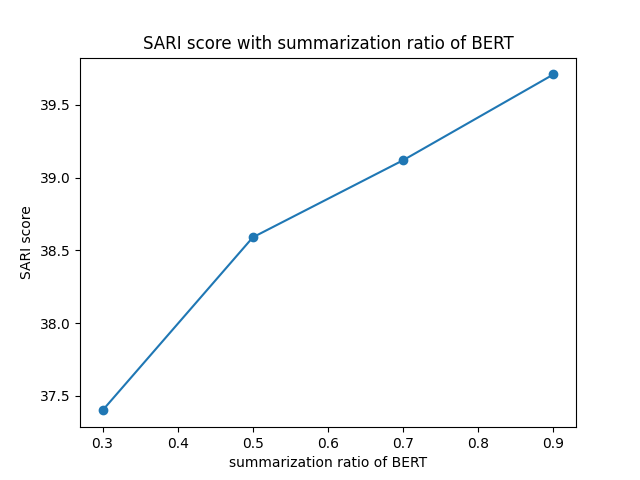 SARI score with summarization ratio of BERT
39.5
39.0
38.5
38.0
37.5
SARI score
0.3 0.4 0.5 0.6 0.7 0.8 0.9
summarization ratio of BERT